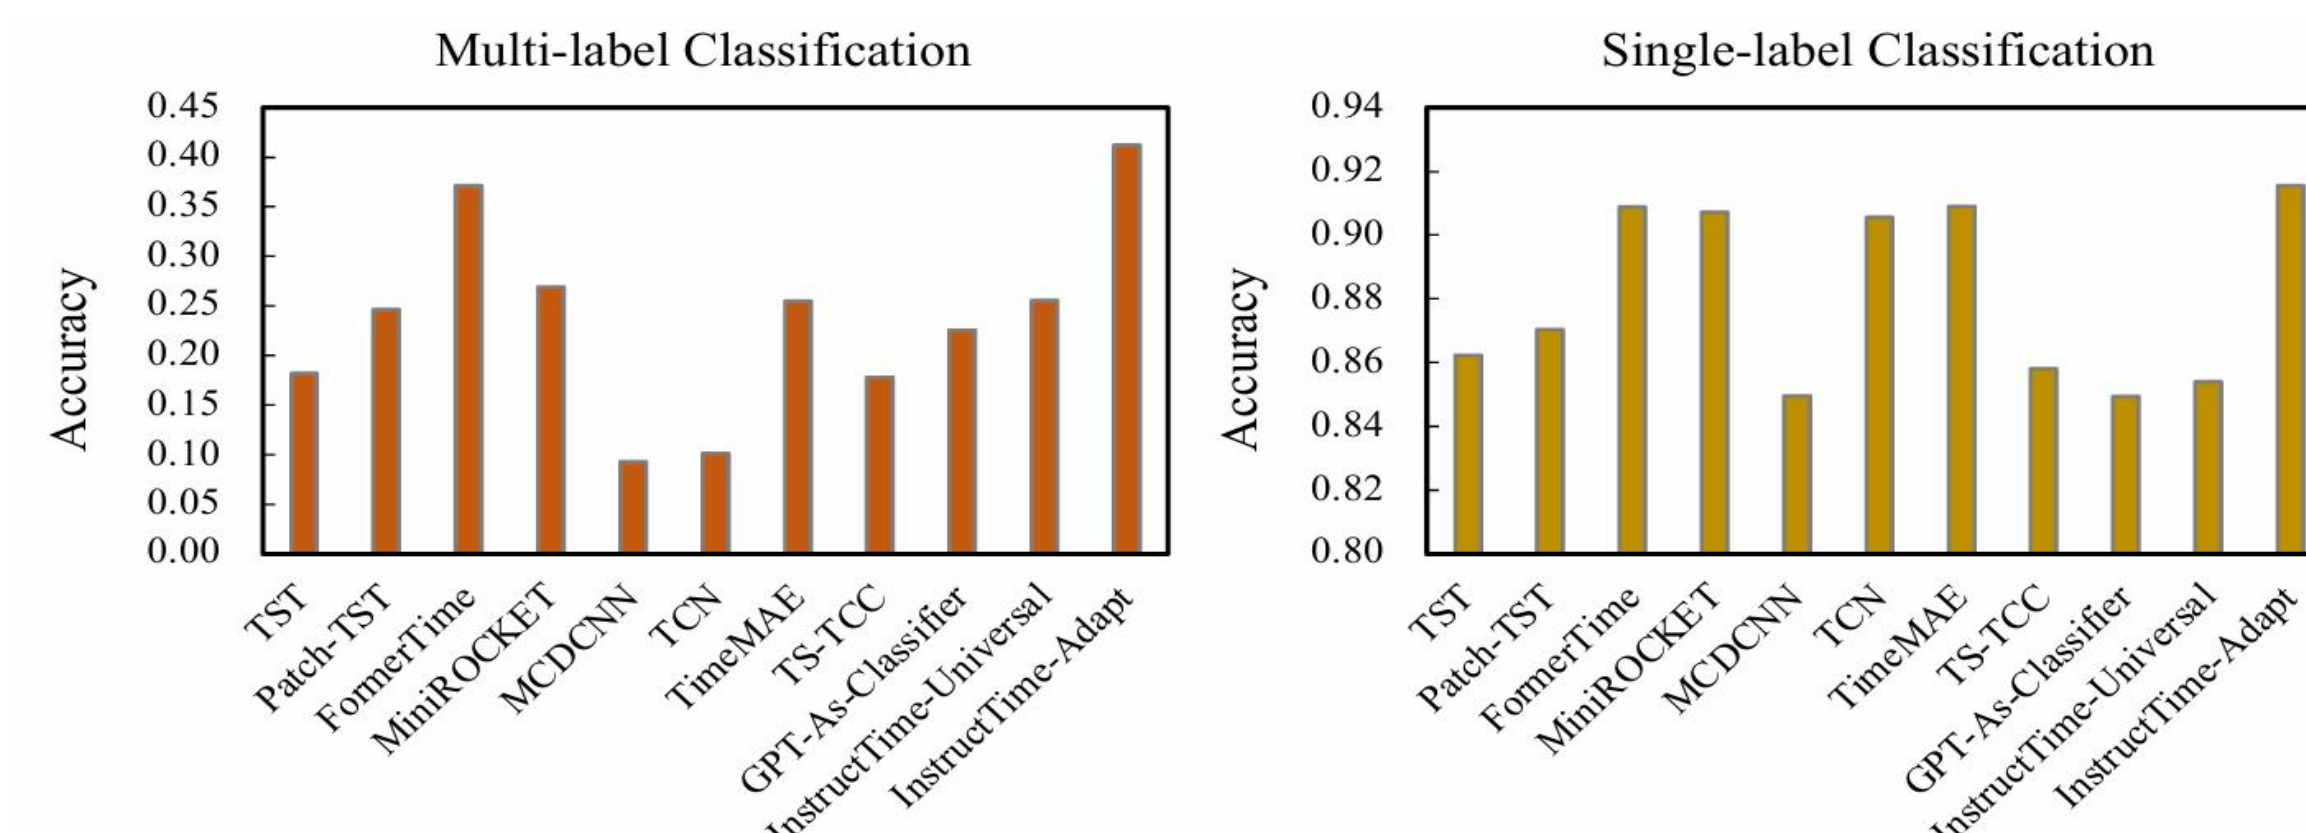 Multi-label Classification
Accuracy
0.45
0.40
0.35
0.30
0.25
0.20
0.15
0.10
0.05
0.00
TST
Patch-TST
FormerTime
MiniROCKET
MCDCNN
TCN
TimeMAE
TS-TCC
GPT-As-Classifier
InstructTime-Universal
InstructTime-Adapt
Single-label Classification
Accuracy
0.94
0.92
0.90
0.88
0.86
0.84
0.82
0.80
TST
Patch-TST
FormerTime
MiniROCKET
MCDCNN
TCN
TimeMAE
TS-TCC
GPT-As-Classifier
InstructTime-Universal
InstructTime-Adapt